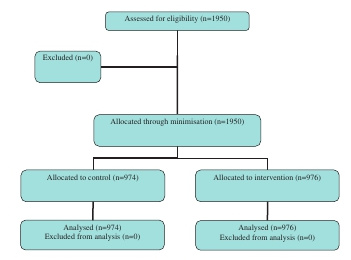 Assessed for eligibility (n=1950)
Excluded (n=0)
Allocated through minimisation (n=1950)
Allocated to control (n=974)
Allocated to intervention (n=976)
Analysed (n=974)
Excluded from analysis (n=0)
Analysed (n=976)
Excluded from analysis (n=0)